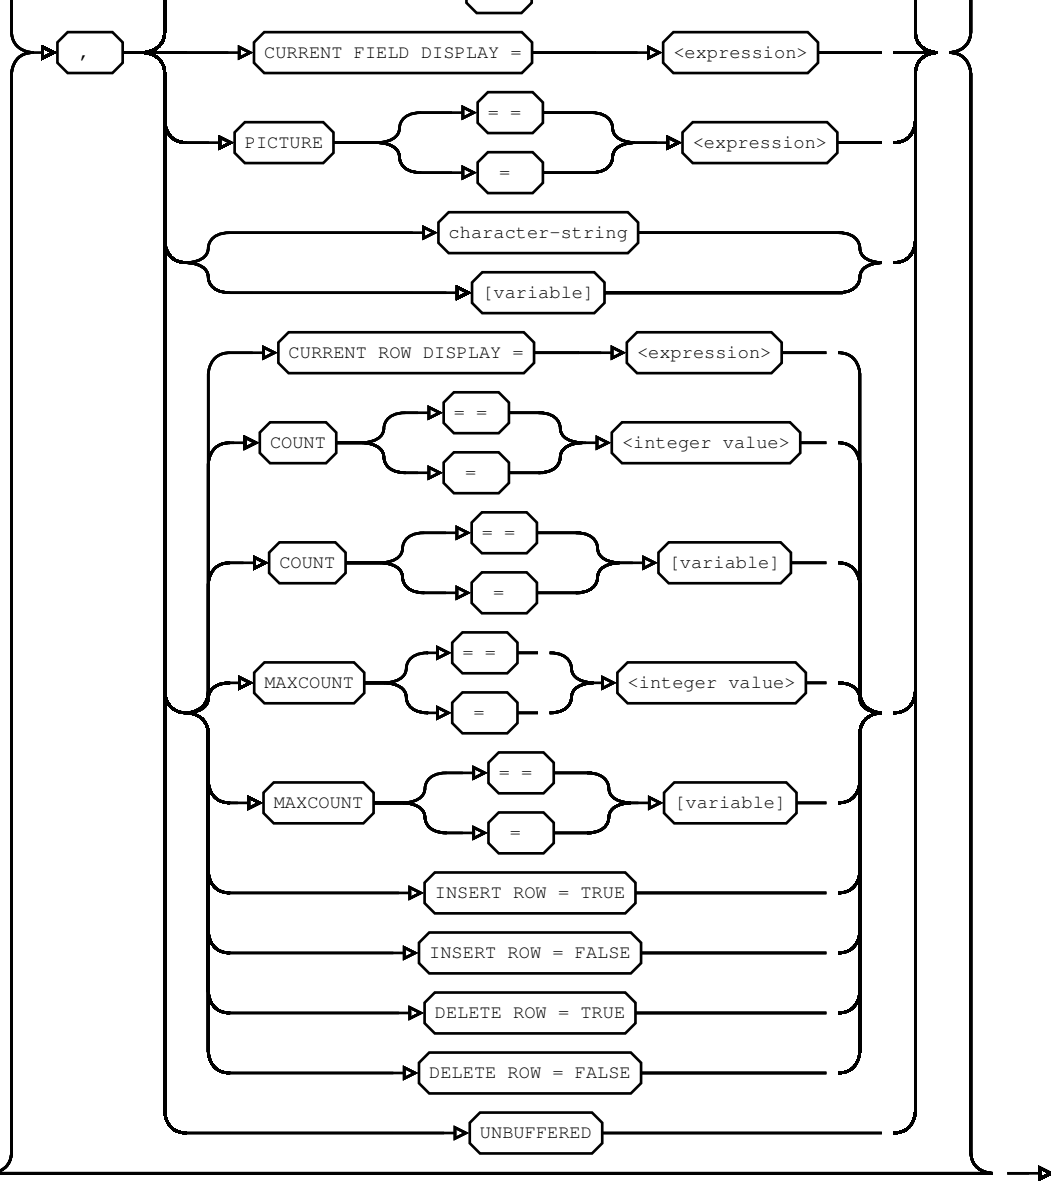 , CURRENT FIELD DISPLAY = <expression>
= =
PICTURE <expression>
=
character-string
[variable]
CURRENT ROW DISPLAY = <expression>
= =
COUNT <integer value>
=
= =
COUNT [variable]
=
= =
MAXCOUNT <integer value>
=
= =
MAXCOUNT [variable]
=
INSERT ROW = TRUE
INSERT ROW = FALSE
DELETE ROW = TRUE
DELETE ROW = FALSE
UNBUFFERED